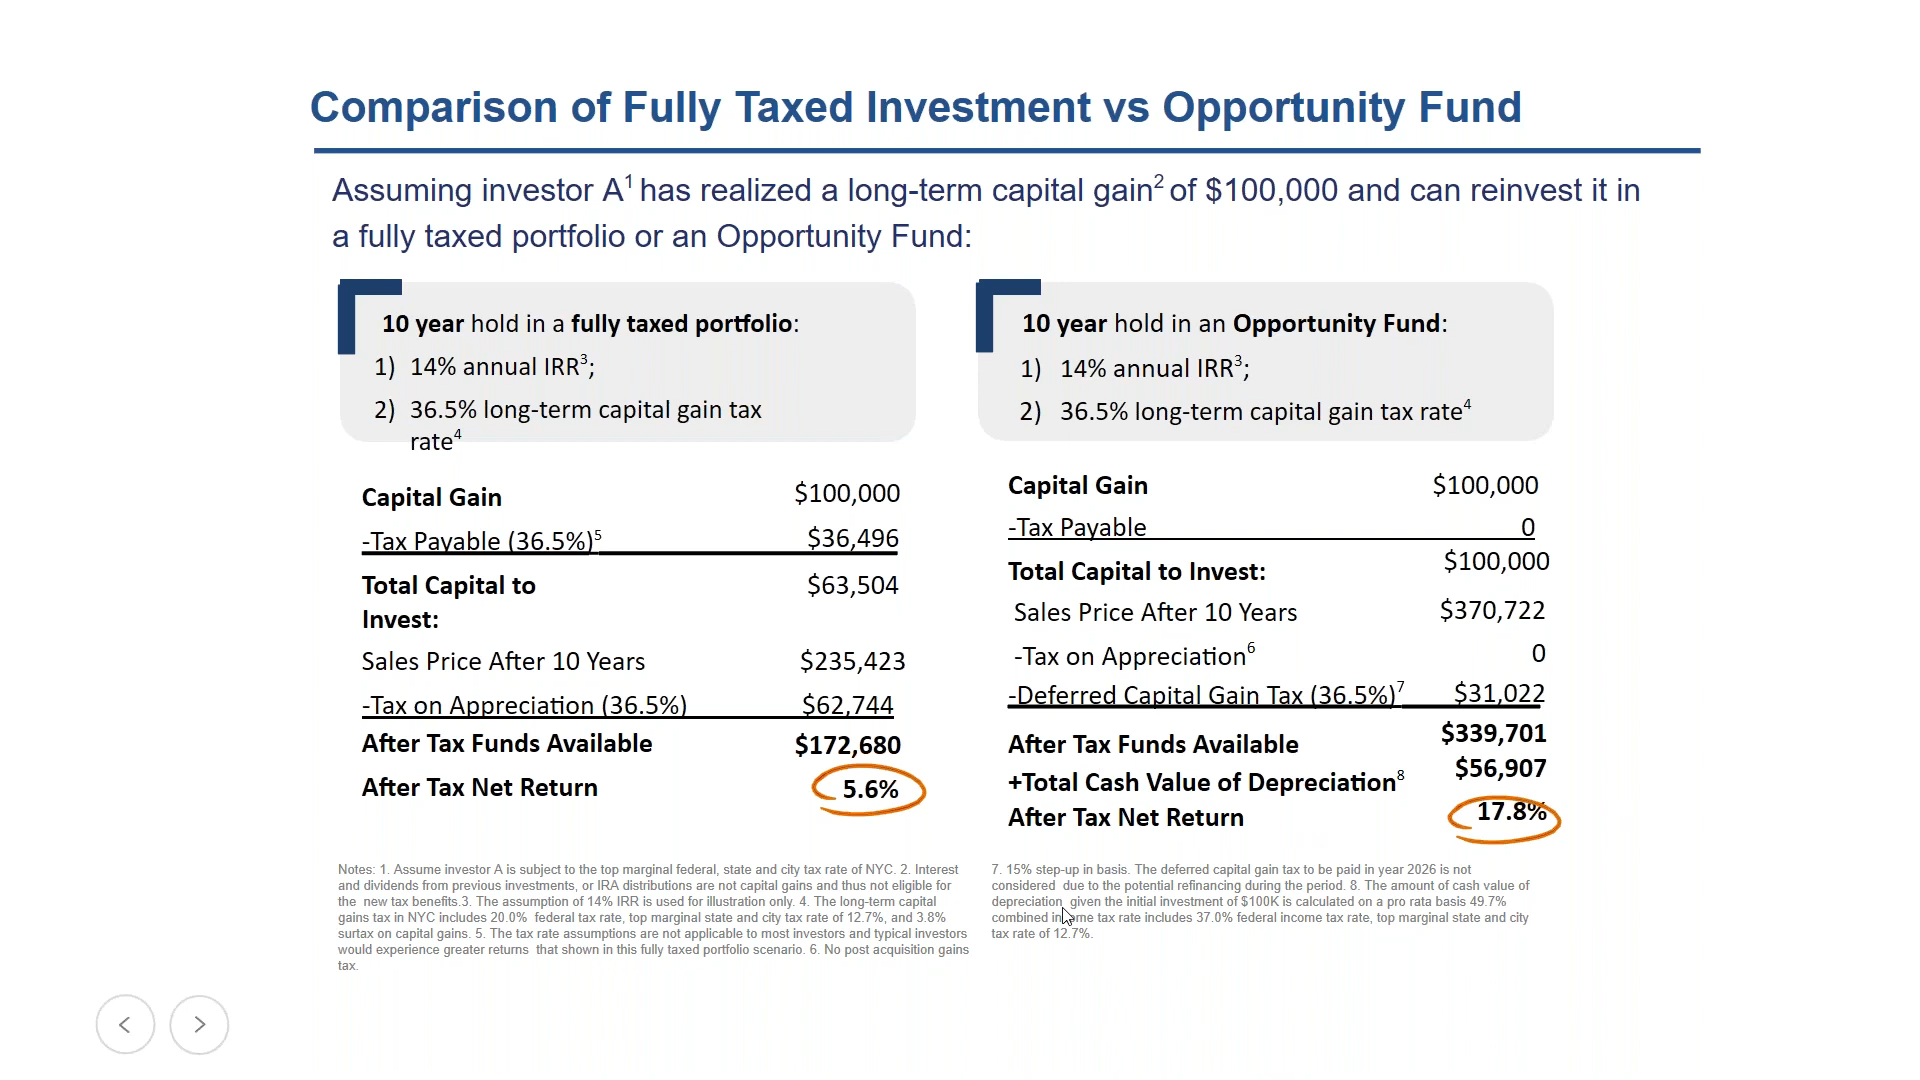 Comparison of Fully Taxed Investment vs Opportunity Fund
Assuming investor A1 has realized a long-term capital gain2 of $100,000 and can reinvest it in
a fully taxed portfolio or an Opportunity Fund:
10 year hold in a fully taxed portfolio:
1) 14% annual IRR3;
2) 36.5% long-term capital gain tax
rate4
Capital Gain $100,000
-Tax Payable (36.5%)5 $36,496
Total Capital to $63,504
Invest:
Sales Price After 10 Years $235,423
-Tax on Appreciation (36.5%) $62,744
After Tax Funds Available $172,680
After Tax Net Return 5.6%
10 year hold in an Opportunity Fund:
1) 14% annual IRR3;
2) 36.5% long-term capital gain tax rate4
Capital Gain $100,000
-Tax Payable 0
Total Capital to Invest: $100,000
Sales Price After 10 Years $370,722
-Tax on Appreciation6 0
-Deferred Capital Gain Tax (36.5%)7 $31,022
After Tax Funds Available $339,701
+Total Cash Value of Depreciation8 $56,907
After Tax Net Return 17.8%
Notes: 1. Assume investor A is subject to the top marginal federal, state and city tax rate of NYC. 2. Interest
and dividends from previous investments, or IRA distributions are not capital gains and thus not eligible for
the new tax benefits.3. The assumption of 14% IRR is used for illustration only. 4. The long-term capital
gains tax in NYC includes 20.0% federal tax rate, top marginal state and city tax rate of 12.7%, and 3.8%
surtax on capital gains. 5. The tax rate assumptions are not applicable to most investors and typical investors
would experience greater returns that shown in this fully taxed portfolio scenario. 6. No post acquisition gains
tax.
7. 15% step-up in basis. The deferred capital gain tax to be paid in year 2026 is not
considered due to the potential refinancing during the period. 8. The amount of cash value of
depreciation given the initial investment of $100K is calculated on a pro rata basis 49.7%
combined income tax rate includes 37.0% federal income tax rate, top marginal state and city
tax rate of 12.7%.